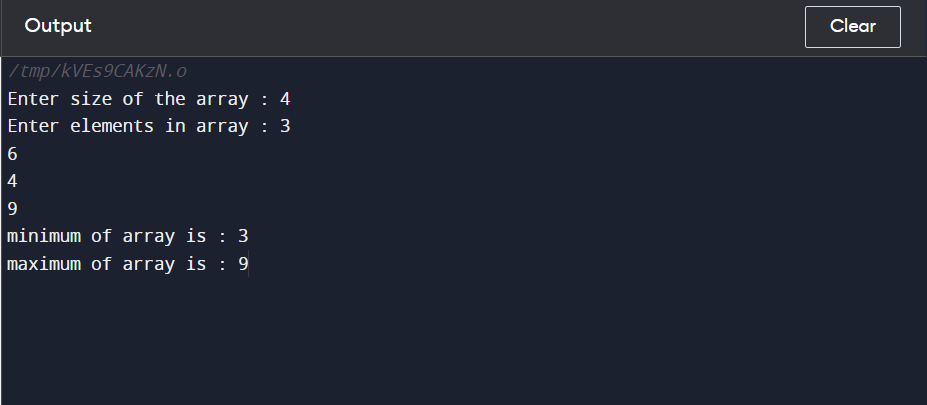 Output
Clear
/tmp/kVEs9CAKzN.o
Enter size of the array : 4
Enter elements in array : 3
6
4
9
minimum of array is : 3
maximum of array is : 9